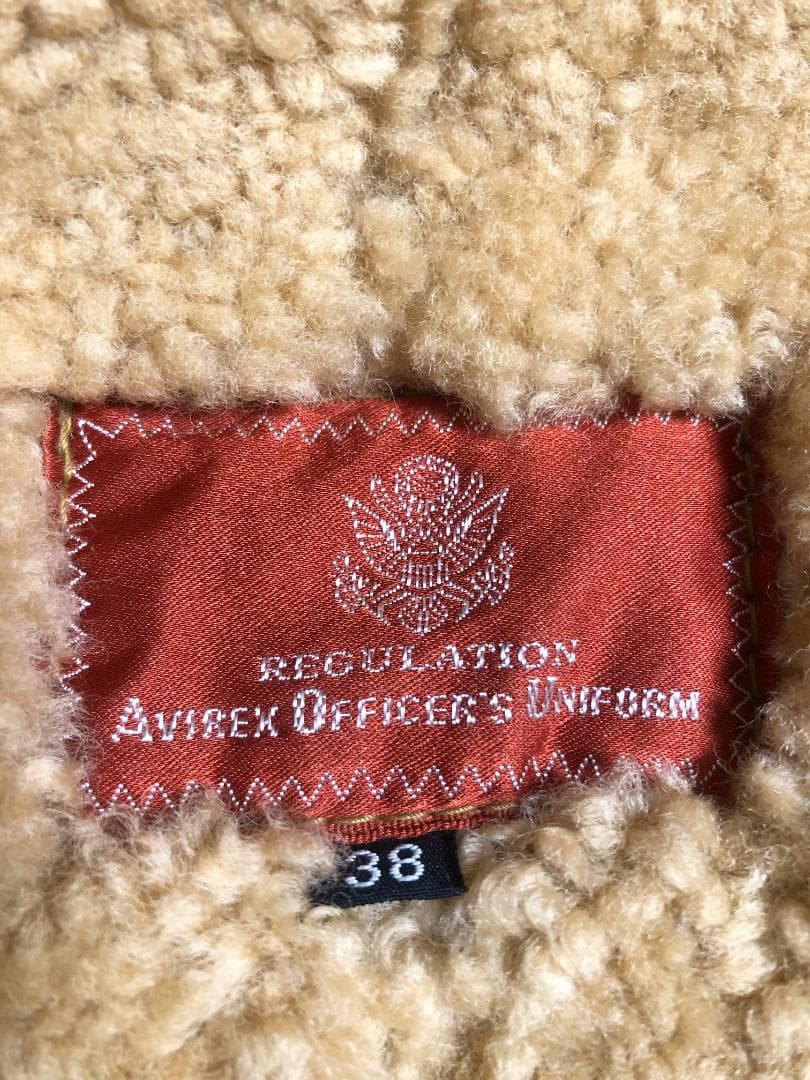 REGULATION
AVIREX OFFICER'S UNIFORM
38